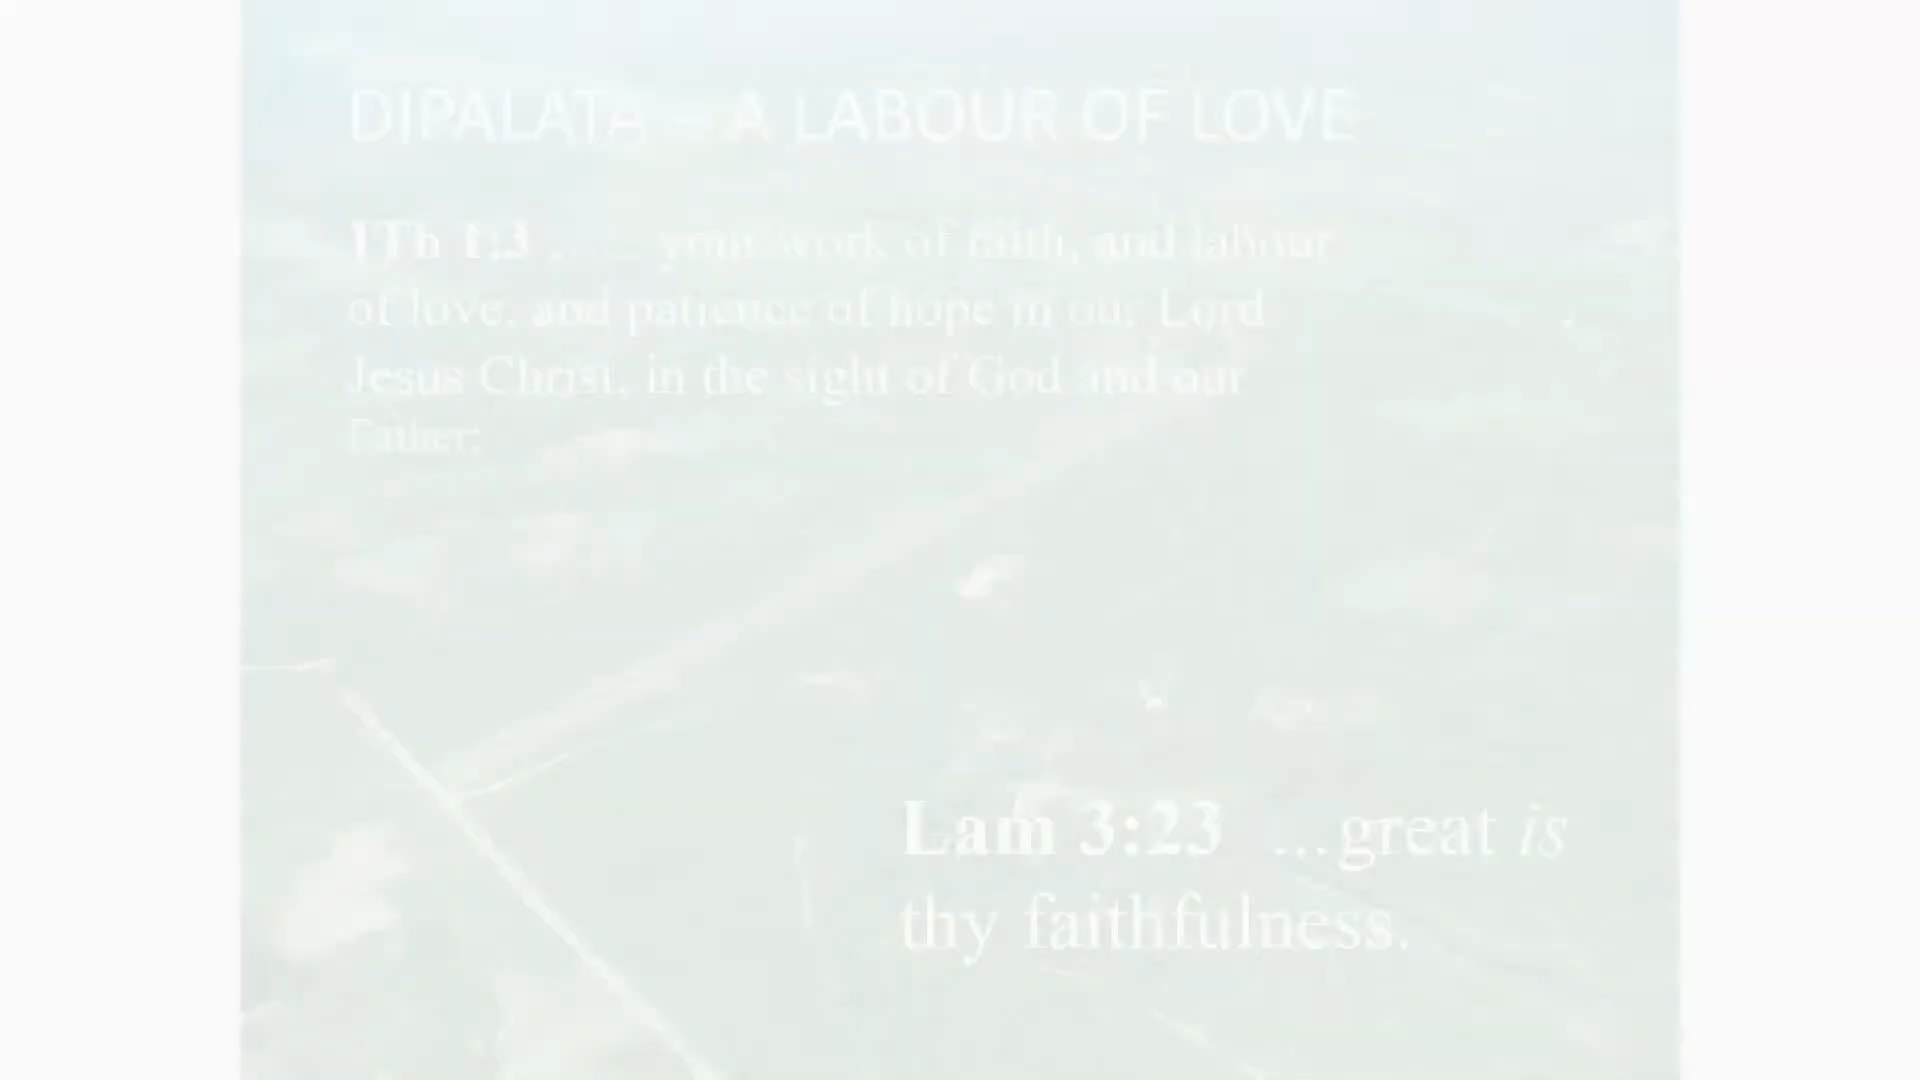 DIPALATA – A LABOUR OF LOVE
1Th 1:3 ... ... your work of faith, and labour
of love, and patience of hope in our Lord
Jesus Christ, in the sight of God and our
Father;
Lam 3:23 ...great is
thy faithfulness.